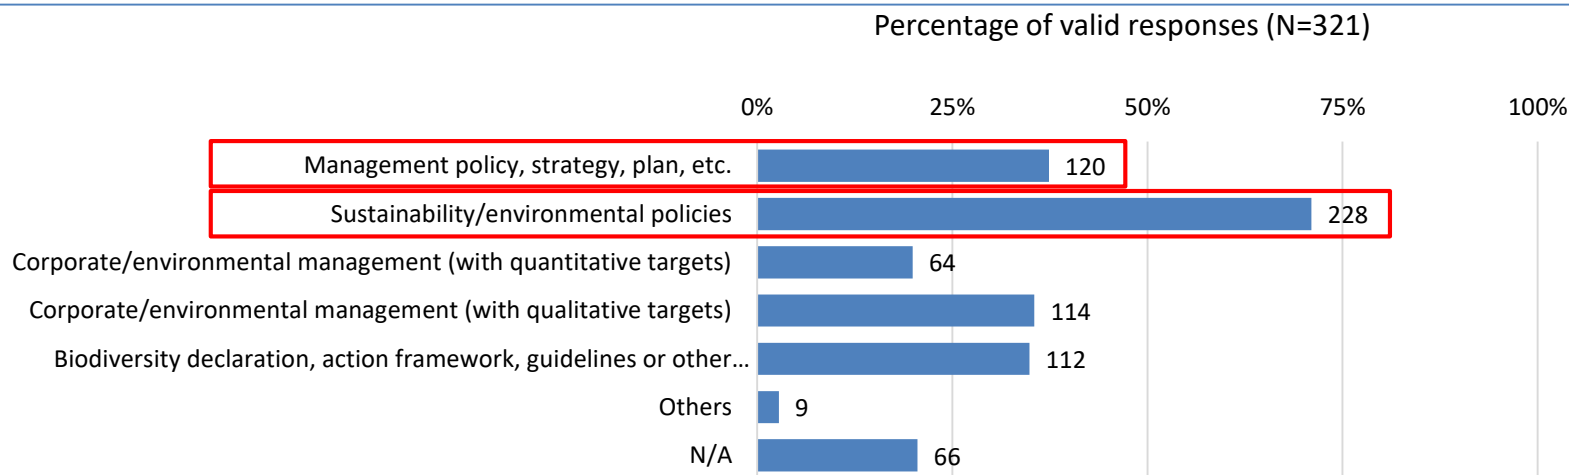 Percentage of valid responses (N=321)
0% 25% 50% 75% 100%
Management policy, strategy, plan, etc. 120
Sustainability/environmental policies 228
Corporate/environmental management (with quantitative targets) 64
Corporate/environmental management (with qualitative targets) 114
Biodiversity declaration, action framework, guidelines or other… 112
Others 9
N/A 66